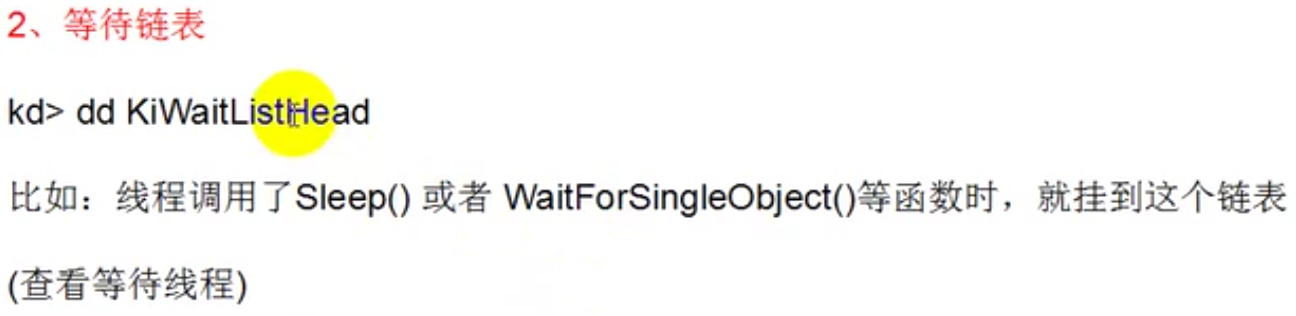 2、等待链表
kd> dd KiWaitListHead
比如：线程调用了Sleep() 或者 WaitForSingleObject()等函数时，就挂到这个链表
(查看等待线程)